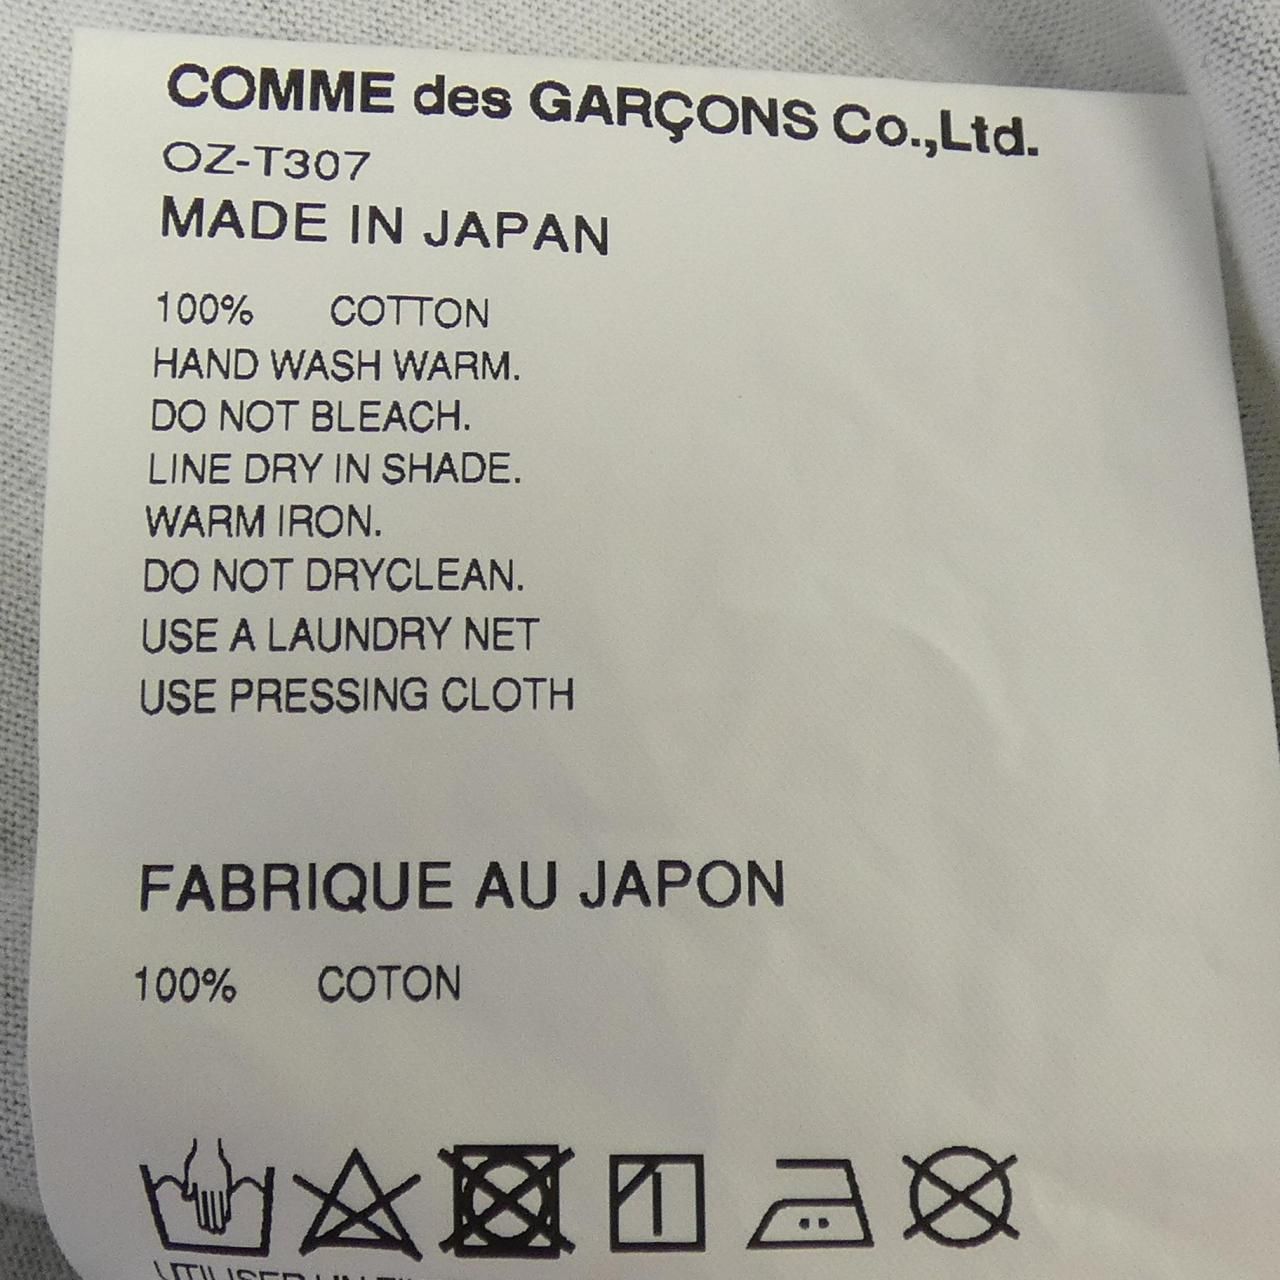 COMME des GARÇONS Co.,Ltd.
OZ-T307
MADE IN JAPAN
100% COTTON
HAND WASH WARM.
DO NOT BLEACH.
LINE DRY IN SHADE.
WARM IRON.
DO NOT DRYCLEAN.
USE A LAUNDRY NET
USE PRESSING CLOTH
FABRIQUE AU JAPON
100% COTON
UTILISER UN